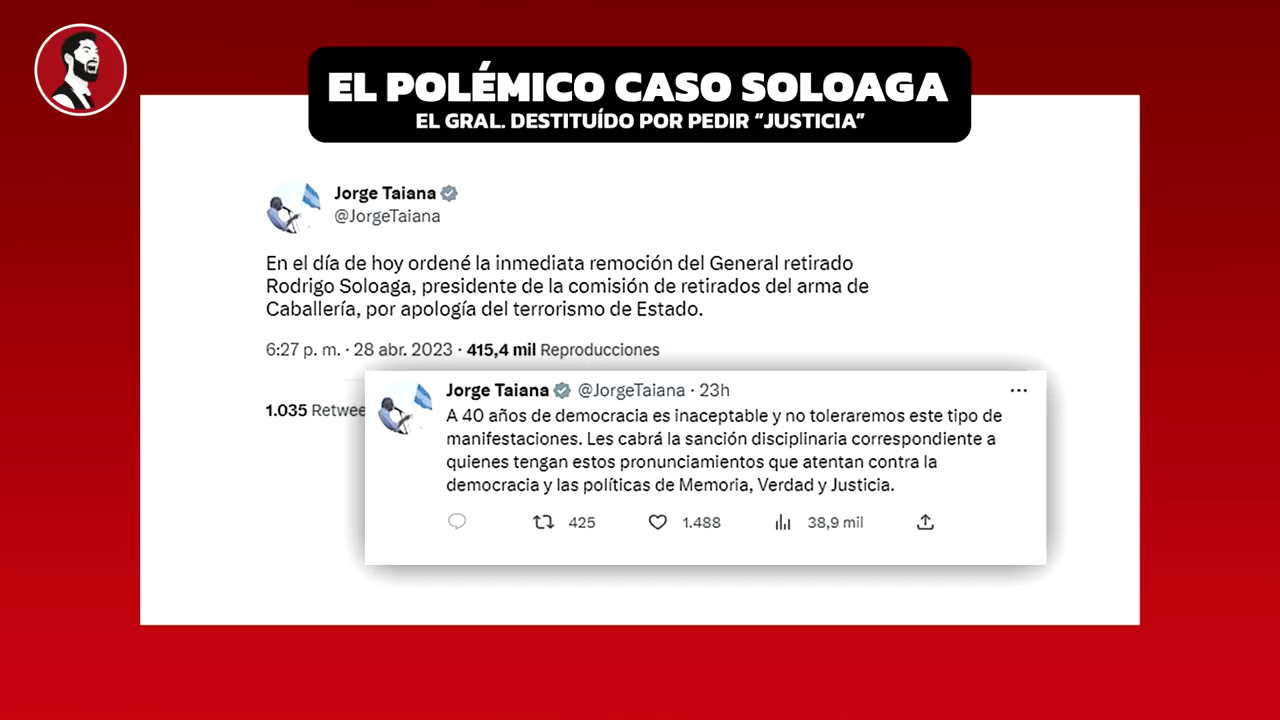 EL POLÉMICO CASO SOLOAGA
EL GRAL. DESTITUÍDO POR PEDIR “JUSTICIA”
Jorge Taiana
@JorgeTaiana
En el día de hoy ordené la inmediata remoción del General retirado
Rodrigo Soloaga, presidente de la comisión de retirados del arma de
Caballería, por apología del terrorismo de Estado.
6:27 p. m. · 28 abr. 2023 · 415,4 mil Reproducciones
1.035 Retwee
Jorge Taiana @JorgeTaiana · 23h
A 40 años de democracia es inaceptable y no toleraremos este tipo de
manifestaciones. Les cabrá la sanción disciplinaria correspondiente a
quienes tengan estos pronunciamientos que atentan contra la
democracia y las políticas de Memoria, Verdad y Justicia.
425 1.488 38,9 mil